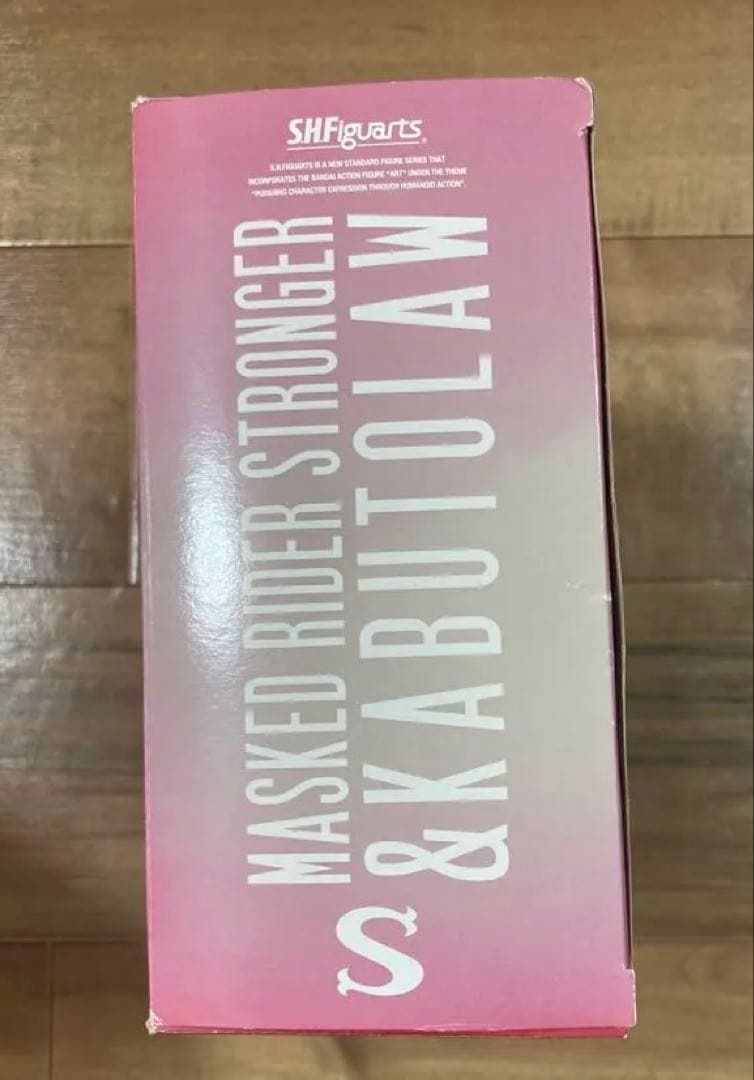 S.H.Figuarts
S.H.FIGUARTS IS A NEW STANDARD FIGURE SERIES THAT
INCORPORATES THE BANDAI ACTION FIGURE "ART" UNDER THE THEME
"PURSUING CHARACTER EXPRESSION THROUGH HUMANOID ACTION".
MASKED RIDER STRONGER
&KABUTOLAW
S